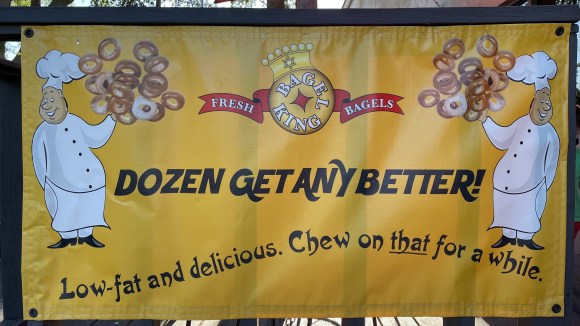 BAGEL
KING
FRESH BAGELS
DOZEN GET ANY BETTER!
Low-fat and delicious. Chew on that for a while.